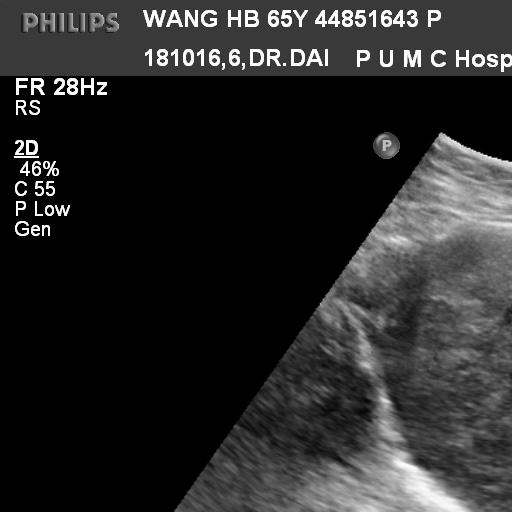 PHILIPS
WANG HB 65Y 44851643 P
181016,6,DR.DAI P U M C Hosp
FR 28Hz
RS
2D
46%
C 55
P Low
Gen
P